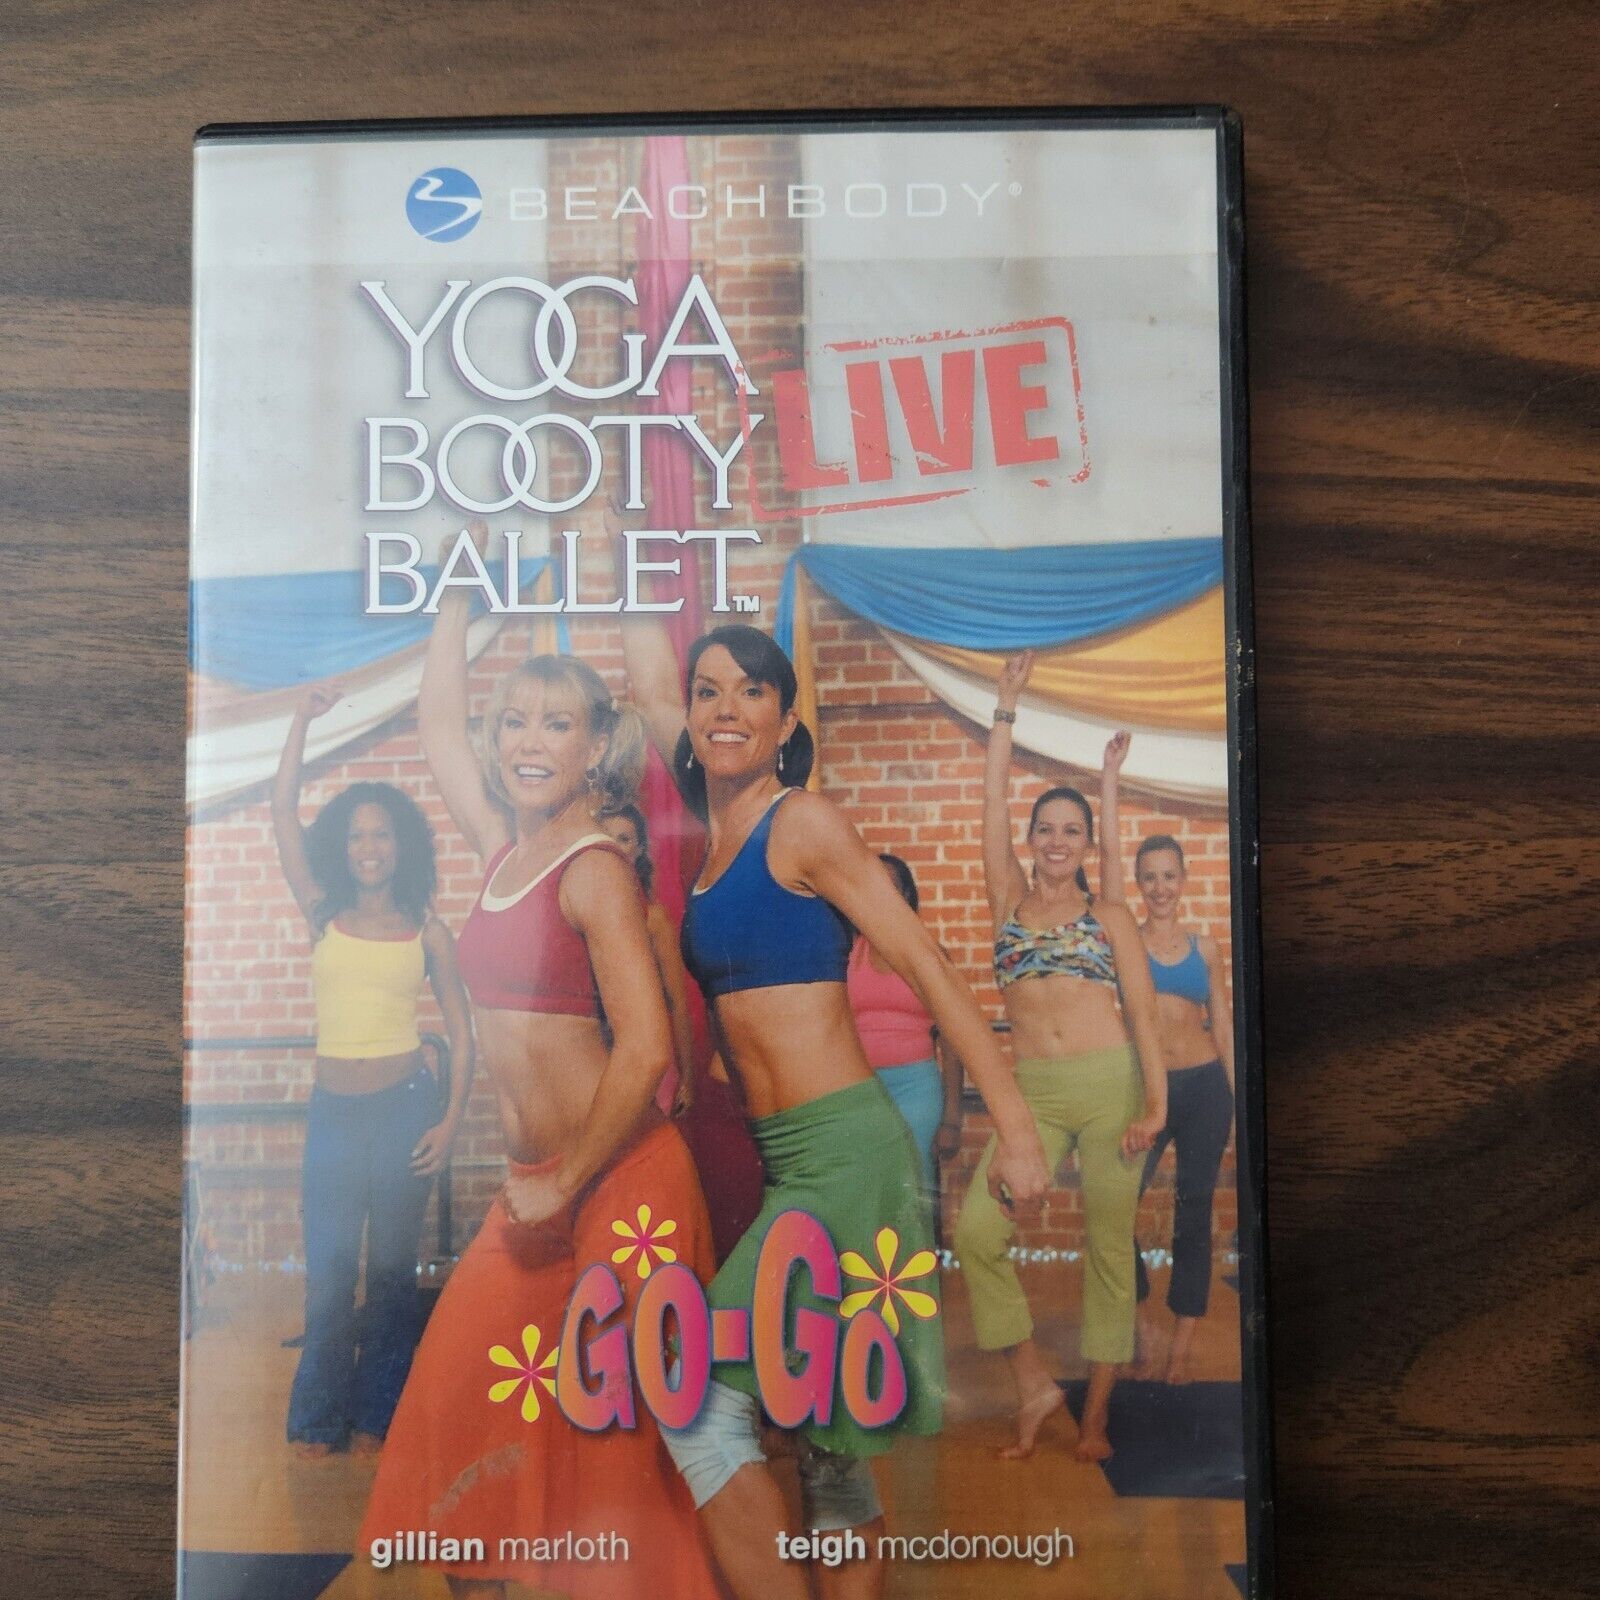 BEACHBODY®
YOGA
BOOTY
BALLET™
LIVE
GO-GO
gillian marloth
teigh mcdonough